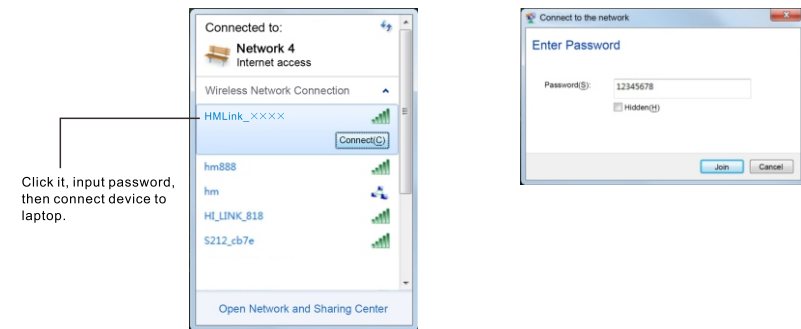 Connected to:
Network 4
Internet access
Wireless Network Connection
HMLink_××××
Connect(C)
hm888
hm
HI_LINK_818
S212_cb7e
Open Network and Sharing Center
Click it, input password,
then connect device to
laptop.
Connect to the network
Enter Password
Password(S):
12345678
Hidden(H)
Join
Cancel